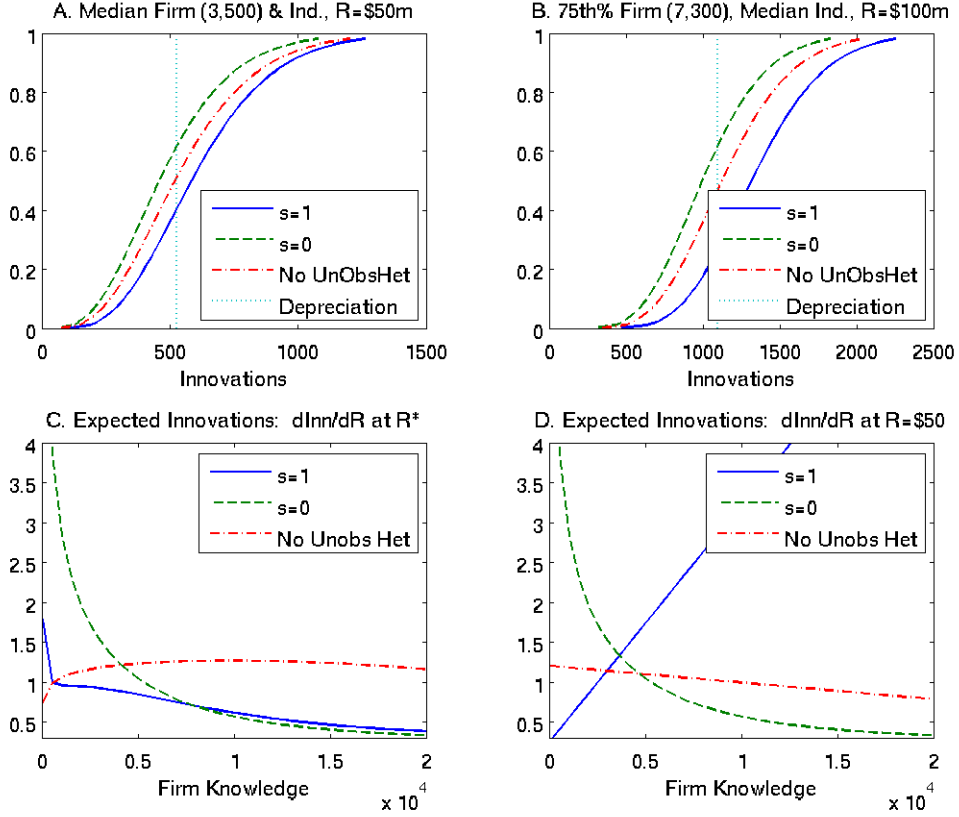 A. Median Firm (3,500) & Ind., R=$50m
1
0.8
0.6
0.4
0.2
0
0
500
1000
1500
s=1
s=0
No UnObsHet
Depreciation
Innovations
B. 75th% Firm (7,300), Median Ind., R=$100m
1
0.8
0.6
0.4
0.2
0
0
500
1000
1500
2000
2500
s=1
s=0
No UnObsHet
Depreciation
Innovations
C. Expected Innovations: dInn/dR at R*
4
3.5
3
2.5
2
1.5
1
0.5
0
0.5
1
1.5
2
s=1
s=0
No Unobs Het
Firm Knowledge
x 10^4
D. Expected Innovations: dInn/dR at R=$50
4
3.5
3
2.5
2
1.5
1
0.5
0
0.5
1
1.5
2
s=1
s=0
No Unobs Het
Firm Knowledge
x 10^4